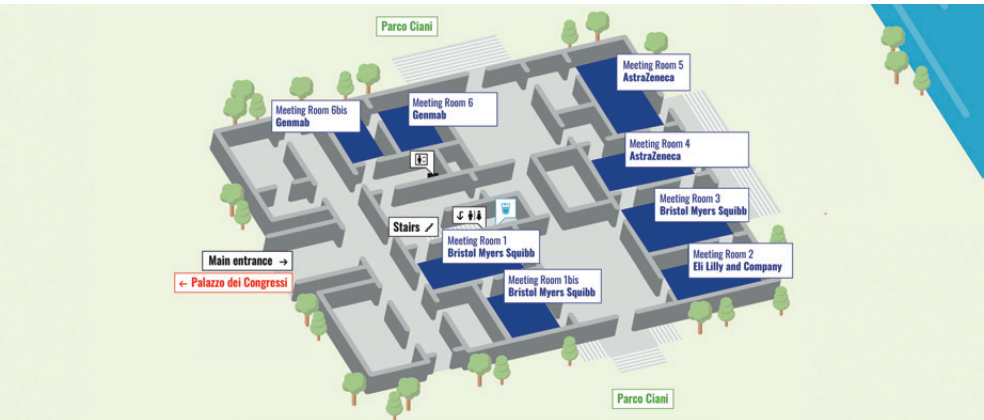 Parco Ciani
Meeting Room 5
AstraZeneca
Meeting Room 6bis
Genmab
Meeting Room 6
Genmab
Meeting Room 4
AstraZeneca
Meeting Room 3
Bristol Myers Squibb
Stairs
Meeting Room 1
Bristol Myers Squibb
Meeting Room 2
Eli Lilly and Company
Main entrance →
← Palazzo dei Congressi
Meeting Room 1bis
Bristol Myers Squibb
Parco Ciani